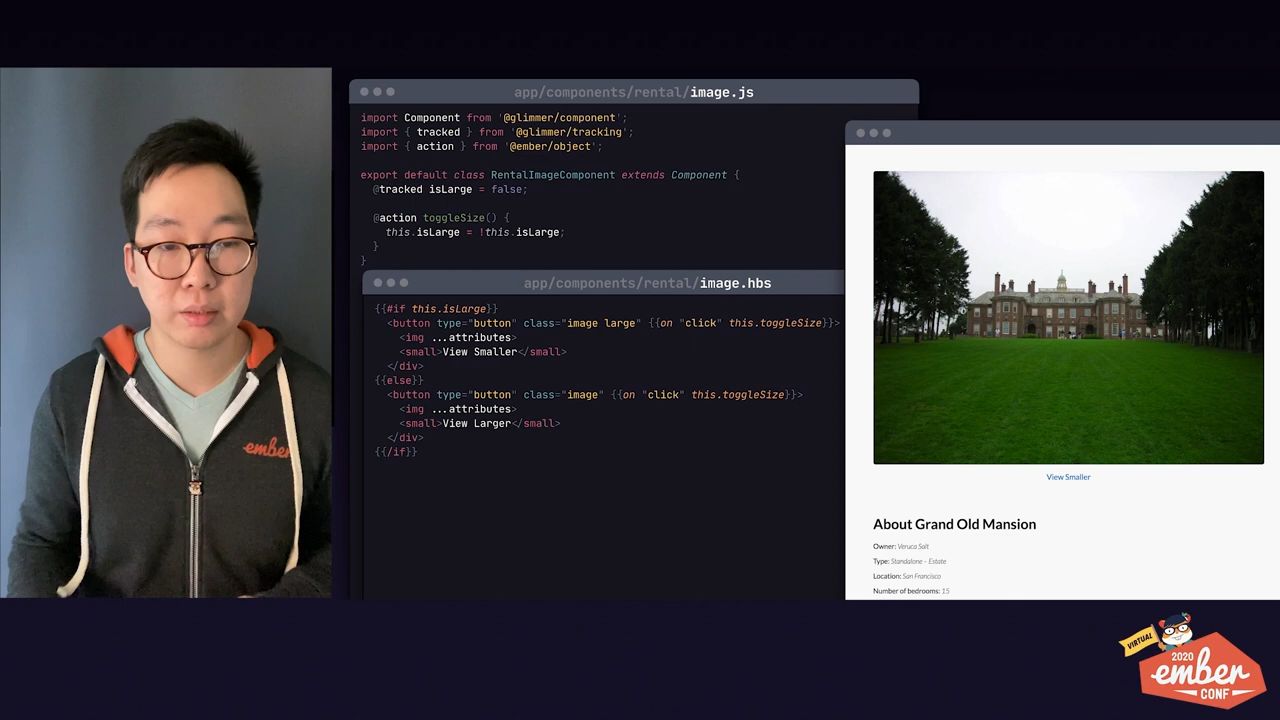 app/components/rental/image.js
import Component from '@glimmer/component';
import { tracked } from '@glimmer/tracking';
import { action } from '@ember/object';
export default class RentalImageComponent extends Component {
@tracked isLarge = false;
@action toggleSize() {
this.isLarge = !this.isLarge;
}
}
app/components/rental/image.hbs
{{#if this.isLarge}}
<button type="button" class="image large" {{on "click" this.toggleSize}}>
<img ...attributes>
<small>View Smaller</small>
</div>
{{else}}
<button type="button" class="image" {{on "click" this.toggleSize}}>
<img ...attributes>
<small>View Larger</small>
</div>
{{/if}}
View Smaller
About Grand Old Mansion
Owner: Veruca Salt
Type: Standalone - Estate
Location: San Francisco
Number of bedrooms: 15
ember
VIRTUAL
2020
ember
CONF